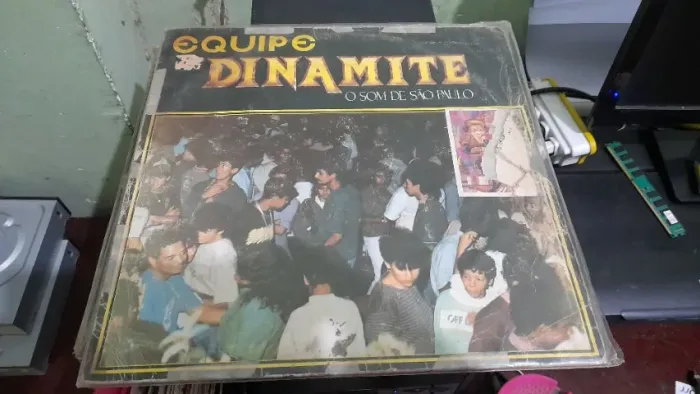 EQUIPE
DINAMITE
O SOM DE SÃO PAULO